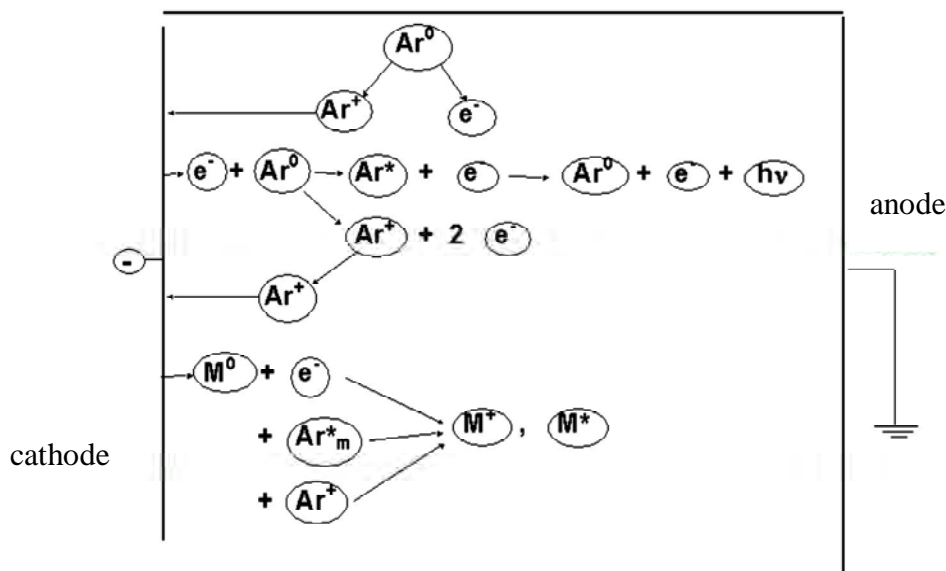 Ar⁰
Ar⁺ e⁻
e⁻ + Ar⁰ Ar* + e⁻ Ar⁰ + e⁻ + hν
anode
Ar⁺ + 2 e⁻
-
Ar⁺
M⁰ + e⁻
M⁺ , M*
+ Ar*ₘ
cathode
+ Ar⁺